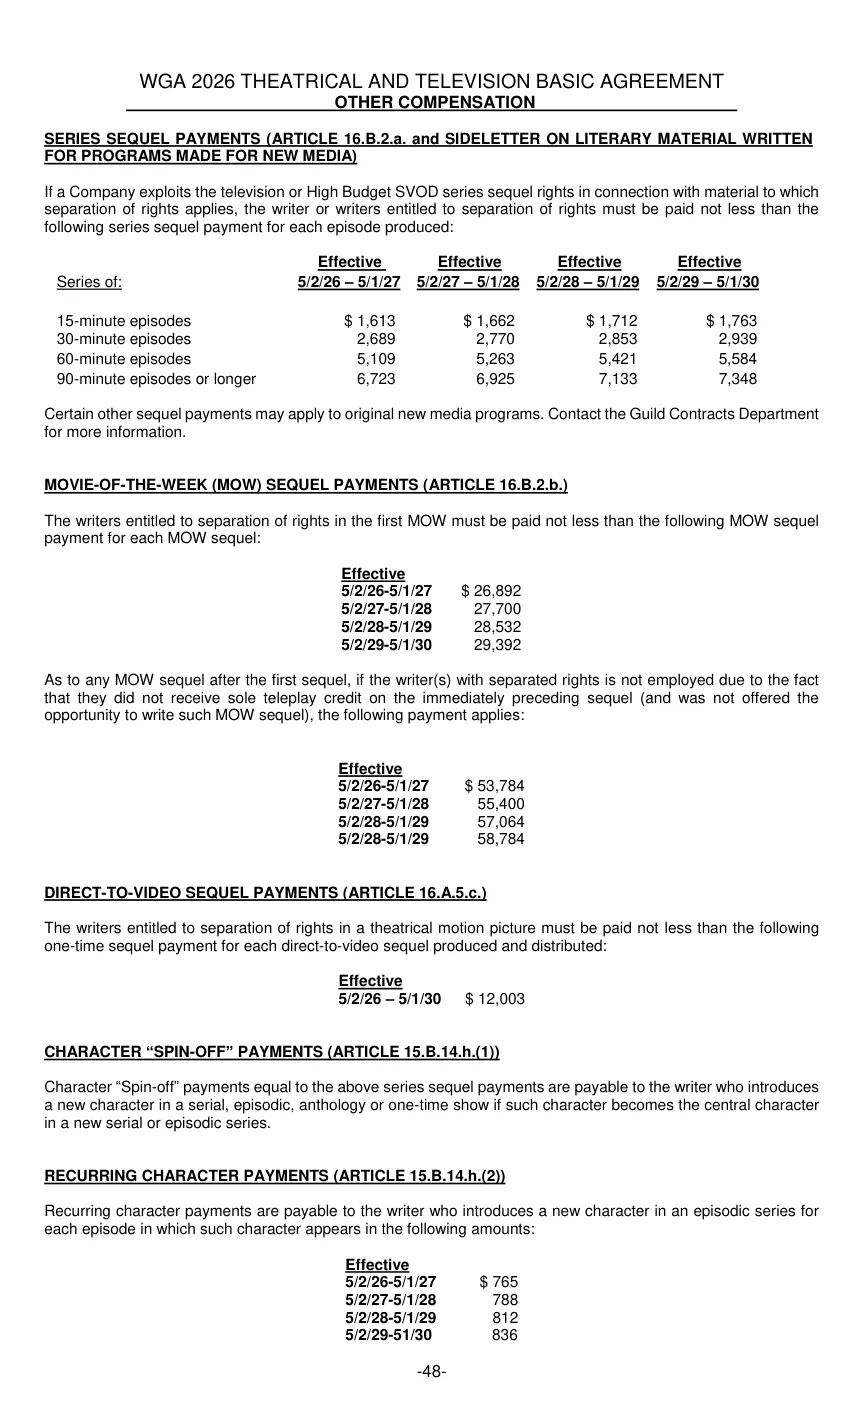 WGA 2026 THEATRICAL AND TELEVISION BASIC AGREEMENT
OTHER COMPENSATION
SERIES SEQUEL PAYMENTS (ARTICLE 16.B.2.a. and SIDELETTER ON LITERARY MATERIAL WRITTEN
FOR PROGRAMS MADE FOR NEW MEDIA)
If a Company exploits the television or High Budget SVOD series sequel rights in connection with material to which
separation of rights applies, the writer or writers entitled to separation of rights must be paid not less than the
following series sequel payment for each episode produced:
Effective Effective Effective Effective
Series of: 5/2/26 – 5/1/27 5/2/27 – 5/1/28 5/2/28 – 5/1/29 5/2/29 – 5/1/30
15-minute episodes $ 1,613 $ 1,662 $ 1,712 $ 1,763
30-minute episodes 2,689 2,770 2,853 2,939
60-minute episodes 5,109 5,263 5,421 5,584
90-minute episodes or longer 6,723 6,925 7,133 7,348
Certain other sequel payments may apply to original new media programs. Contact the Guild Contracts Department
for more information.
MOVIE-OF-THE-WEEK (MOW) SEQUEL PAYMENTS (ARTICLE 16.B.2.b.)
The writers entitled to separation of rights in the first MOW must be paid not less than the following MOW sequel
payment for each MOW sequel:
Effective
5/2/26-5/1/27 $ 26,892
5/2/27-5/1/28 27,700
5/2/28-5/1/29 28,532
5/2/29-5/1/30 29,392
As to any MOW sequel after the first sequel, if the writer(s) with separated rights is not employed due to the fact
that they did not receive sole teleplay credit on the immediately preceding sequel (and was not offered the
opportunity to write such MOW sequel), the following payment applies:
Effective
5/2/26-5/1/27 $ 53,784
5/2/27-5/1/28 55,400
5/2/28-5/1/29 57,064
5/2/28-5/1/29 58,784
DIRECT-TO-VIDEO SEQUEL PAYMENTS (ARTICLE 16.A.5.c.)
The writers entitled to separation of rights in a theatrical motion picture must be paid not less than the following
one-time sequel payment for each direct-to-video sequel produced and distributed:
Effective
5/2/26 – 5/1/30 $ 12,003
CHARACTER “SPIN-OFF” PAYMENTS (ARTICLE 15.B.14.h.(1))
Character “Spin-off” payments equal to the above series sequel payments are payable to the writer who introduces
a new character in a serial, episodic, anthology or one-time show if such character becomes the central character
in a new serial or episodic series.
RECURRING CHARACTER PAYMENTS (ARTICLE 15.B.14.h.(2))
Recurring character payments are payable to the writer who introduces a new character in an episodic series for
each episode in which such character appears in the following amounts:
Effective
5/2/26-5/1/27 $ 765
5/2/27-5/1/28 788
5/2/28-5/1/29 812
5/2/29-51/30 836
-48-